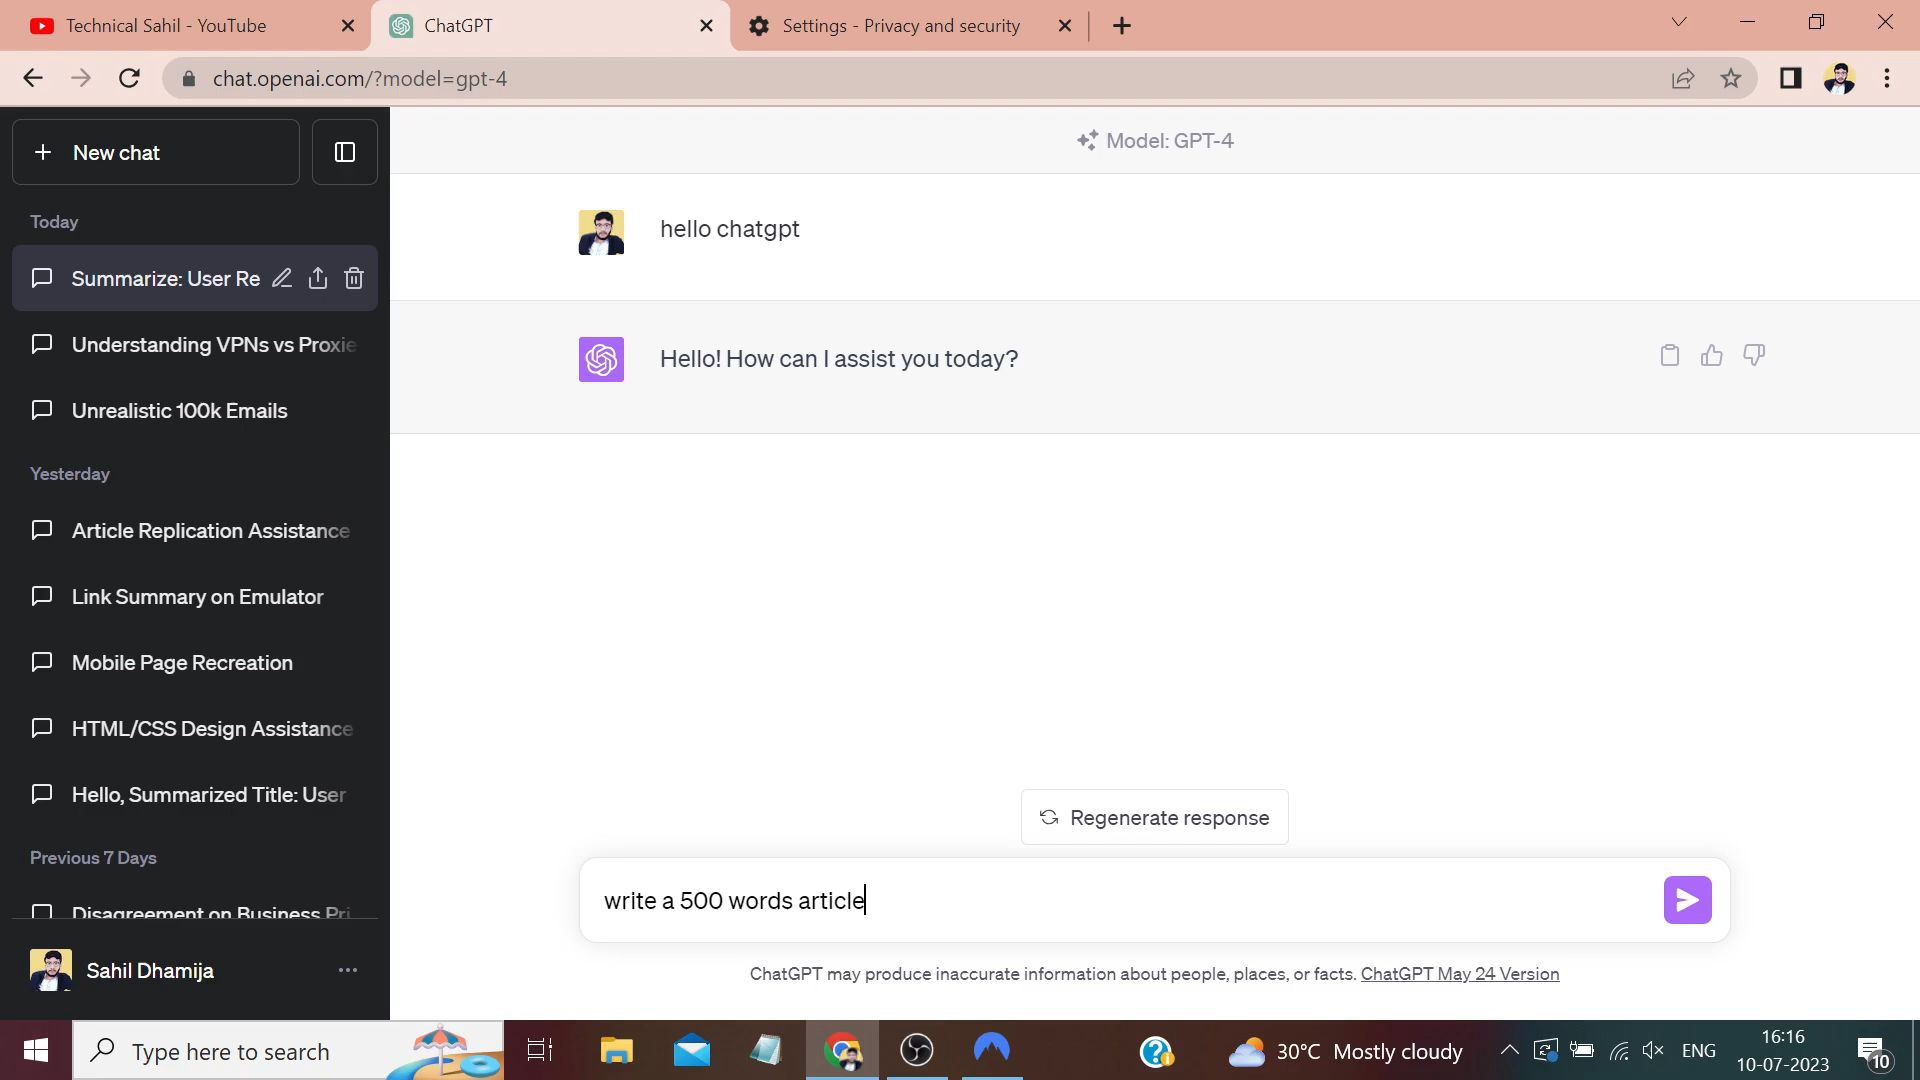 Technical Sahil - YouTube
ChatGPT
Settings - Privacy and security
chat.openai.com/?model=gpt-4
New chat
Today
Summarize: User Re
Understanding VPNs vs Proxie
Unrealistic 100k Emails
Yesterday
Article Replication Assistance
Link Summary on Emulator
Mobile Page Recreation
HTML/CSS Design Assistance
Hello, Summarized Title: User
Previous 7 Days
Disagreement on Business Pri
Sahil Dhamija
Model: GPT-4
hello chatgpt
Hello! How can I assist you today?
Regenerate response
write a 500 words article
ChatGPT may produce inaccurate information about people, places, or facts. ChatGPT May 24 Version
Type here to search
30°C Mostly cloudy
ENG
16:16
10-07-2023
10